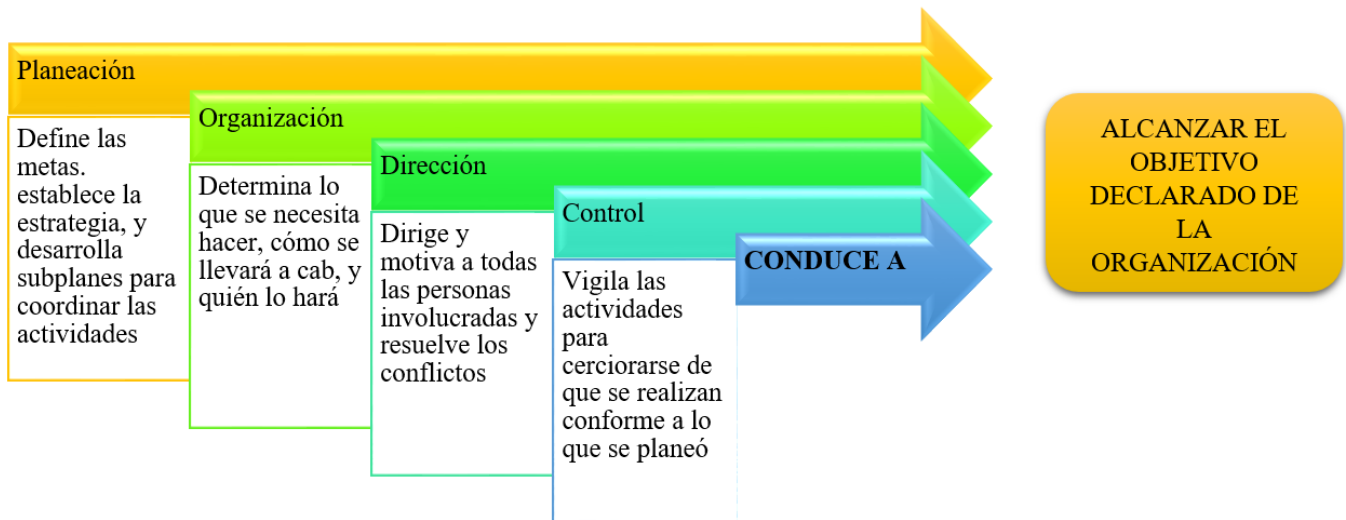 Planeación
Define las
metas.
establece la
estrategia, y
desarrolla
subplanes para
coordinar las
actividades
Organización
Determina lo
que se necesita
hacer, cómo se
llevará a cab, y
quién lo hará
Dirección
Dirige y
motiva a todas
las personas
involucradas y
resuelve los
conflictos
Control
Vigila las
actividades
para
cerciorarse de
que se realizan
conforme a lo
que se planeó
CONDUCE A
ALCANZAR EL
OBJETIVO
DECLARADO DE
LA
ORGANIZACIÓN